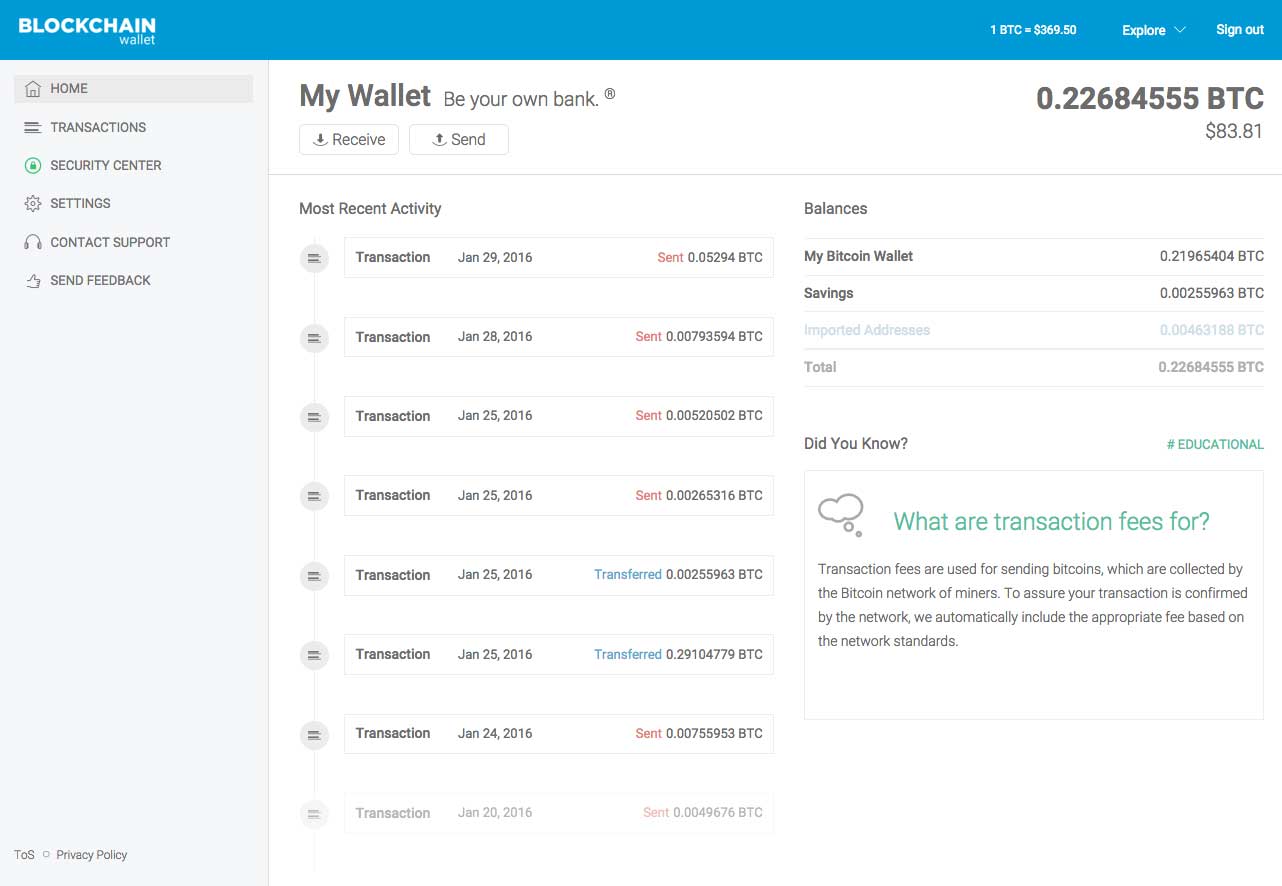 BLOCKCHAIN
wallet
1 BTC = $369.50
Explore
Sign out
HOME
TRANSACTIONS
SECURITY CENTER
SETTINGS
CONTACT SUPPORT
SEND FEEDBACK
ToS
Privacy Policy
My Wallet Be your own bank. ®
Receive
Send
0.22684555 BTC
$83.81
Most Recent Activity
Transaction Jan 29, 2016 Sent 0.05294 BTC
Transaction Jan 28, 2016 Sent 0.00793594 BTC
Transaction Jan 25, 2016 Sent 0.00520502 BTC
Transaction Jan 25, 2016 Sent 0.00265316 BTC
Transaction Jan 25, 2016 Transferred 0.00255963 BTC
Transaction Jan 25, 2016 Transferred 0.29104779 BTC
Transaction Jan 24, 2016 Sent 0.00755953 BTC
Transaction Jan 20, 2016 Sent 0.0049676 BTC
Balances
My Bitcoin Wallet 0.21965404 BTC
Savings 0.00255963 BTC
Imported Addresses 0.00463188 BTC
Total 0.22684555 BTC
Did You Know?
# EDUCATIONAL
What are transaction fees for?
Transaction fees are used for sending bitcoins, which are collected by
the Bitcoin network of miners. To assure your transaction is confirmed
by the network, we automatically include the appropriate fee based on
the network standards.